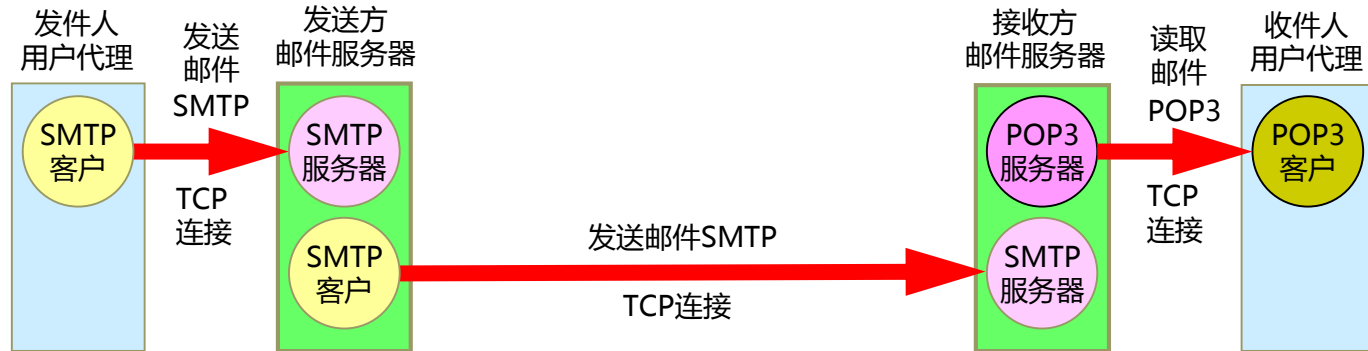 发件人
用户代理
发送
邮件
SMTP
发送方
邮件服务器
接收方
邮件服务器
读取
邮件
POP3
收件人
用户代理
SMTP
客户
SMTP
服务器
POP3
服务器
POP3
客户
TCP
连接
TCP
连接
SMTP
客户
发送邮件SMTP
TCP连接
SMTP
服务器